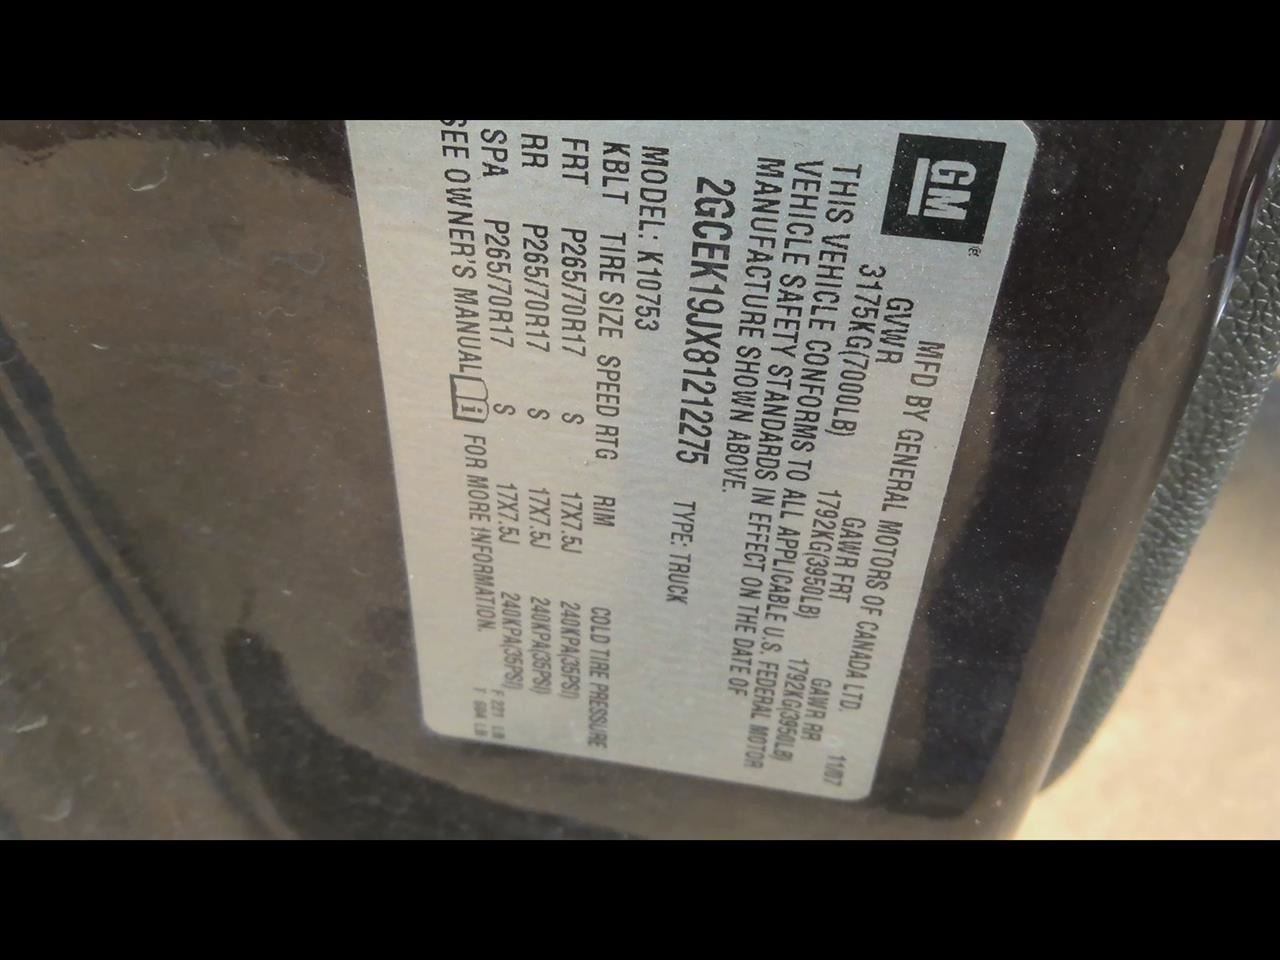 GM
MFD BY GENERAL MOTORS OF CANADA LTD. 11/07
GVWR GAWR FRT GAWR RR
3175KG(7000LB) 1792KG(3950LB) 1792KG(3950LB)
THIS VEHICLE CONFORMS TO ALL APPLICABLE U.S. FEDERAL MOTOR
VEHICLE SAFETY STANDARDS IN EFFECT ON THE DATE OF
MANUFACTURE SHOWN ABOVE.
2GCEK19JX81212275 TYPE: TRUCK
MODEL: K10753
KBLT TIRE SIZE SPEED RTG RIM COLD TIRE PRESSURE
FRT P265/70R17 S 17X7.5J 240KPA(35PSI)
RR P265/70R17 S 17X7.5J 240KPA(35PSI)
SPA P265/70R17 S 17X7.5J 240KPA(35PSI) F 221 LB
SEE OWNER'S MANUAL FOR MORE INFORMATION. T 604 LB